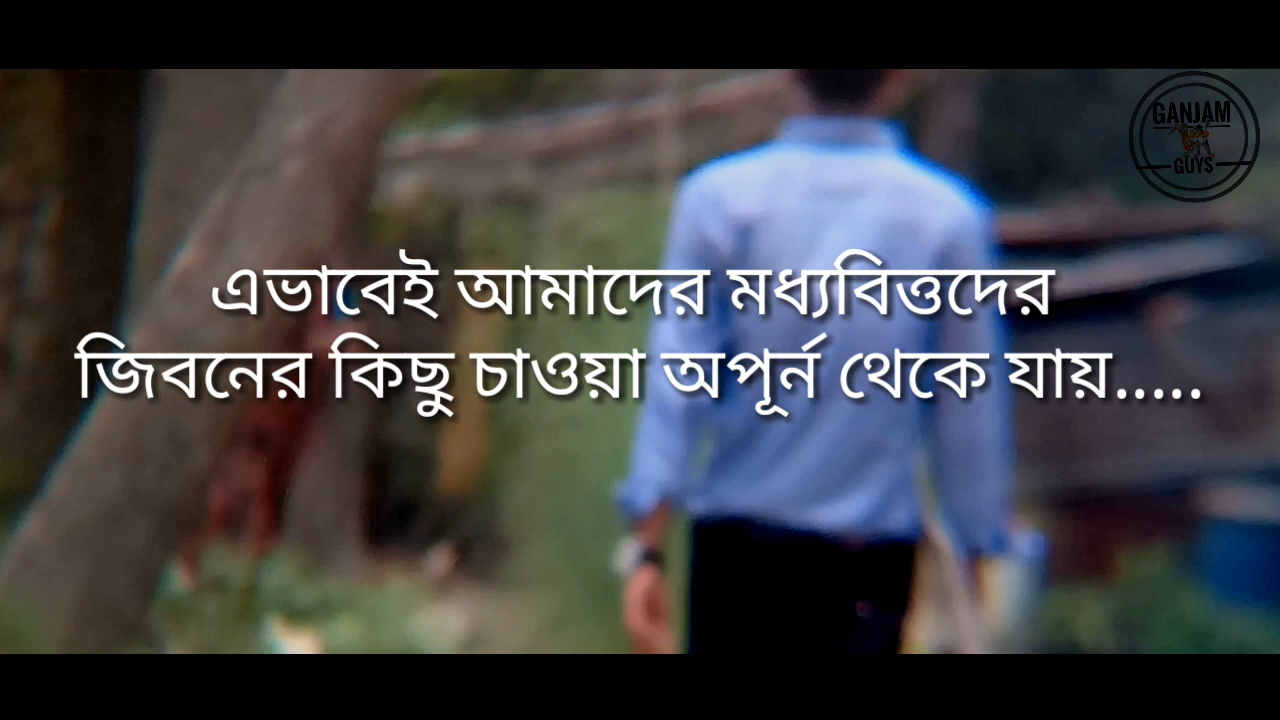 GANJAM
GUYS
এভাবেই আমাদের মধ্যবিত্তদের
জিবনের কিছু চাওয়া অপূর্ন থেকে যায়.....